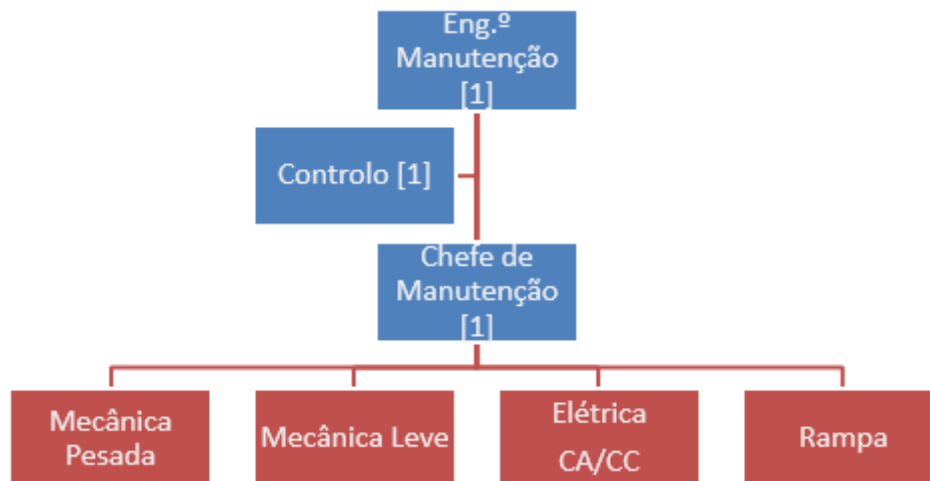 Eng.º
Manutenção
[1]
Controlo [1]
Chefe de
Manutenção
[1]
Mecânica
Pesada
Mecânica Leve
Elétrica
CA/CC
Rampa